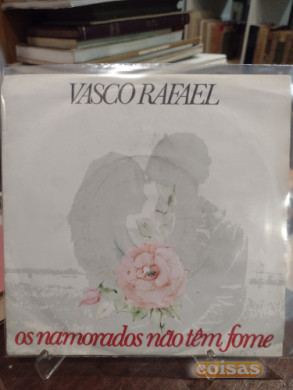 VASCO RAFAEL
os namorados não têm fome
coisas